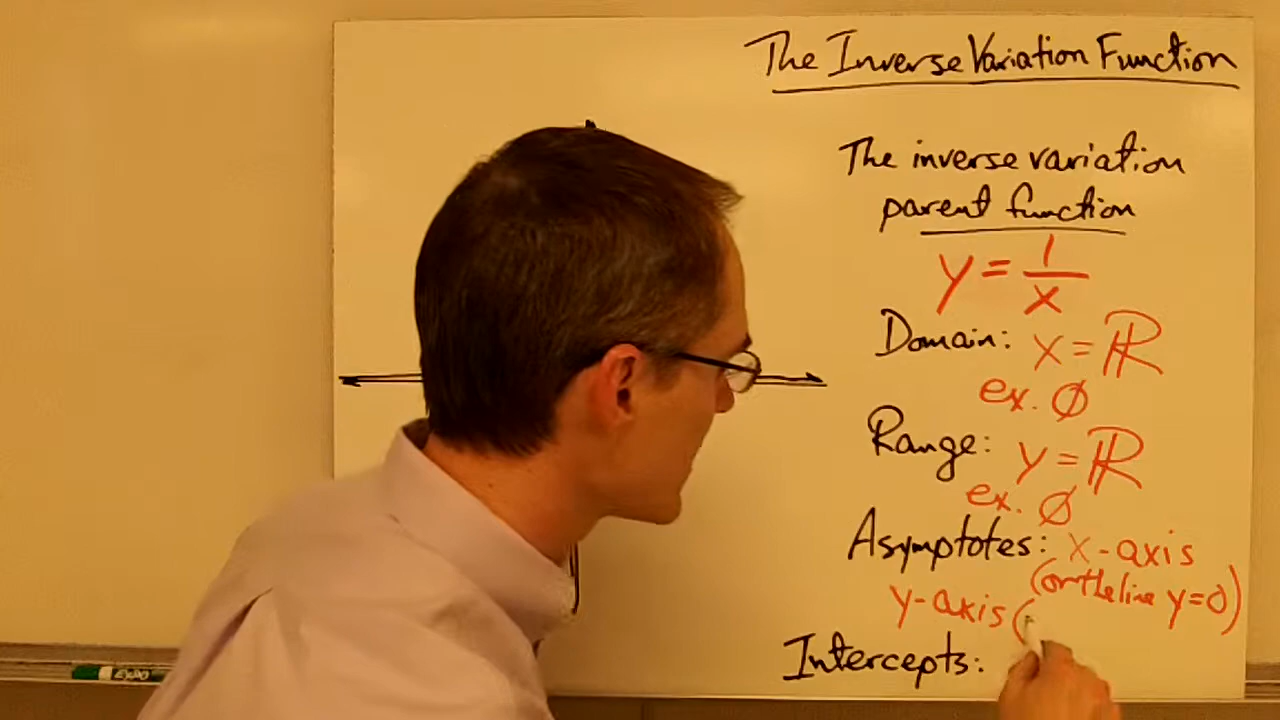 The Inverse Variation Function
The inverse variation
parent function
y = 1/x
Domain: x = ℝ
ex. Ø
Range: y = ℝ
ex. Ø
Asymptotes: x-axis
(or the line y=0)
y-axis (
Intercepts:
EXPO